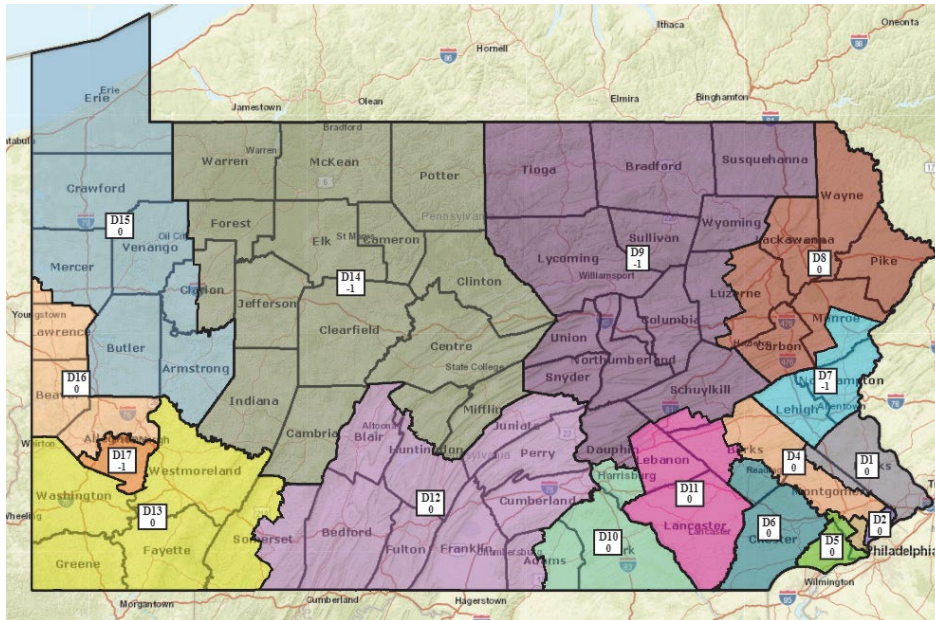 Ithaca
Oneonta
Hornell
Erie
Erie
Jamestown
Olean
Elmira
Binghamton
Warren
Warren
Bradford
McKean
Potter
Tioga
Bradford
Susquehanna
Wayne
Crawford
Forest
Pennsylvan
Wyoming
D15
0
Venango
Oil City
Elk
St Marys
Cameron
Sullivan
Lackawanna
Mercer
D9
-1
D8
0
Pike
Lycoming
Williamsport
Clarion
Jefferson
D14
-1
Clinton
Luzerne
Youngstown
Lawrence
Columbia
Monroe
Clearfield
Centre
Union
Carbon
Butler
Armstrong
State College
Northumberland
Snyder
D7
-1
Northampton
D16
0
Beaver
Schuylkill
Lehigh
Allentown
Indiana
Mifflin
Juniata
Altoona
Blair
Cambria
Huntingdon
Dauphin
Berks
Weirton
Allegheny
D17
-1
Westmoreland
Perry
Lebanon
D4
0
D1
0
Harrisburg
Reading
Washington
Cumberland
Montgomery
Wheeling
D13
0
D12
0
D11
0
Lancaster
Lancaster
D6
0
Chester
D2
0
D5
0
Philadelphia
Somerset
Bedford
Fulton
Franklin
Chambersburg
Adams
D10
0
York
Greene
Fayette
Wilmington
Morgantown
Cumberland
Hagerstown